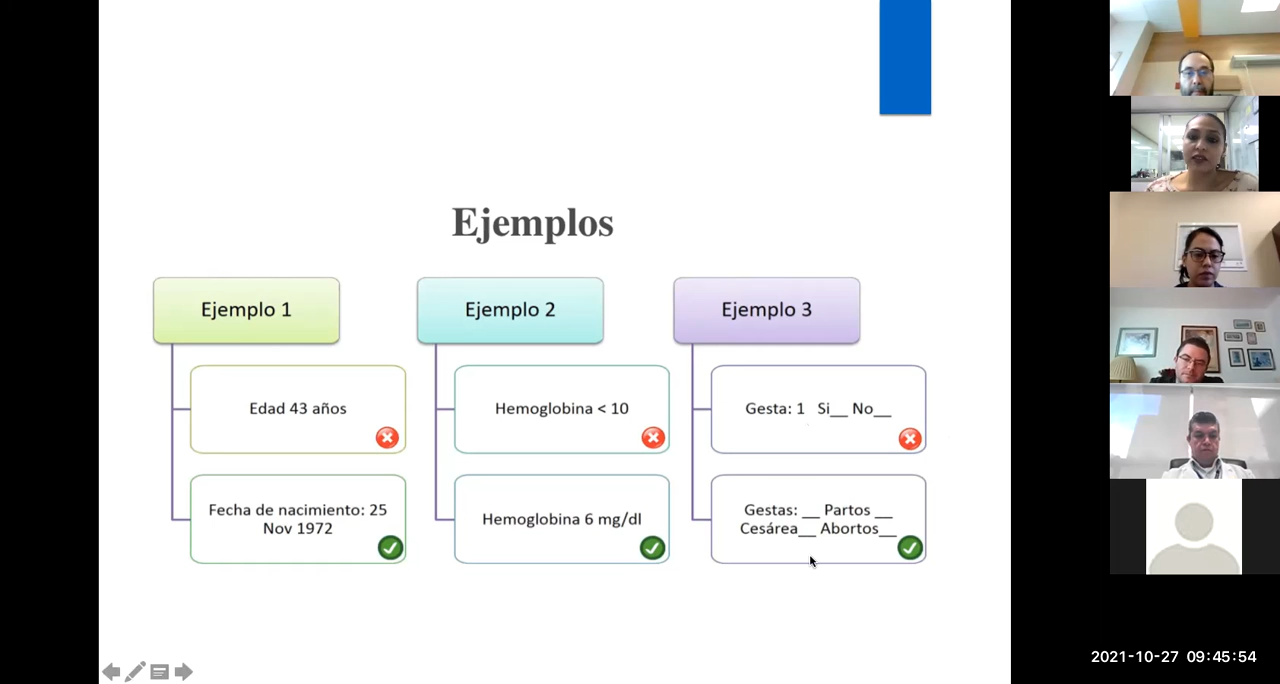 Ejemplos
Ejemplo 1
Edad 43 años
Fecha de nacimiento: 25
Nov 1972
Ejemplo 2
Hemoglobina < 10
Hemoglobina 6 mg/dl
Ejemplo 3
Gesta: 1 Si__ No__
Gestas: __ Partos __
Cesárea__ Abortos__
2021-10-27 09:45:54